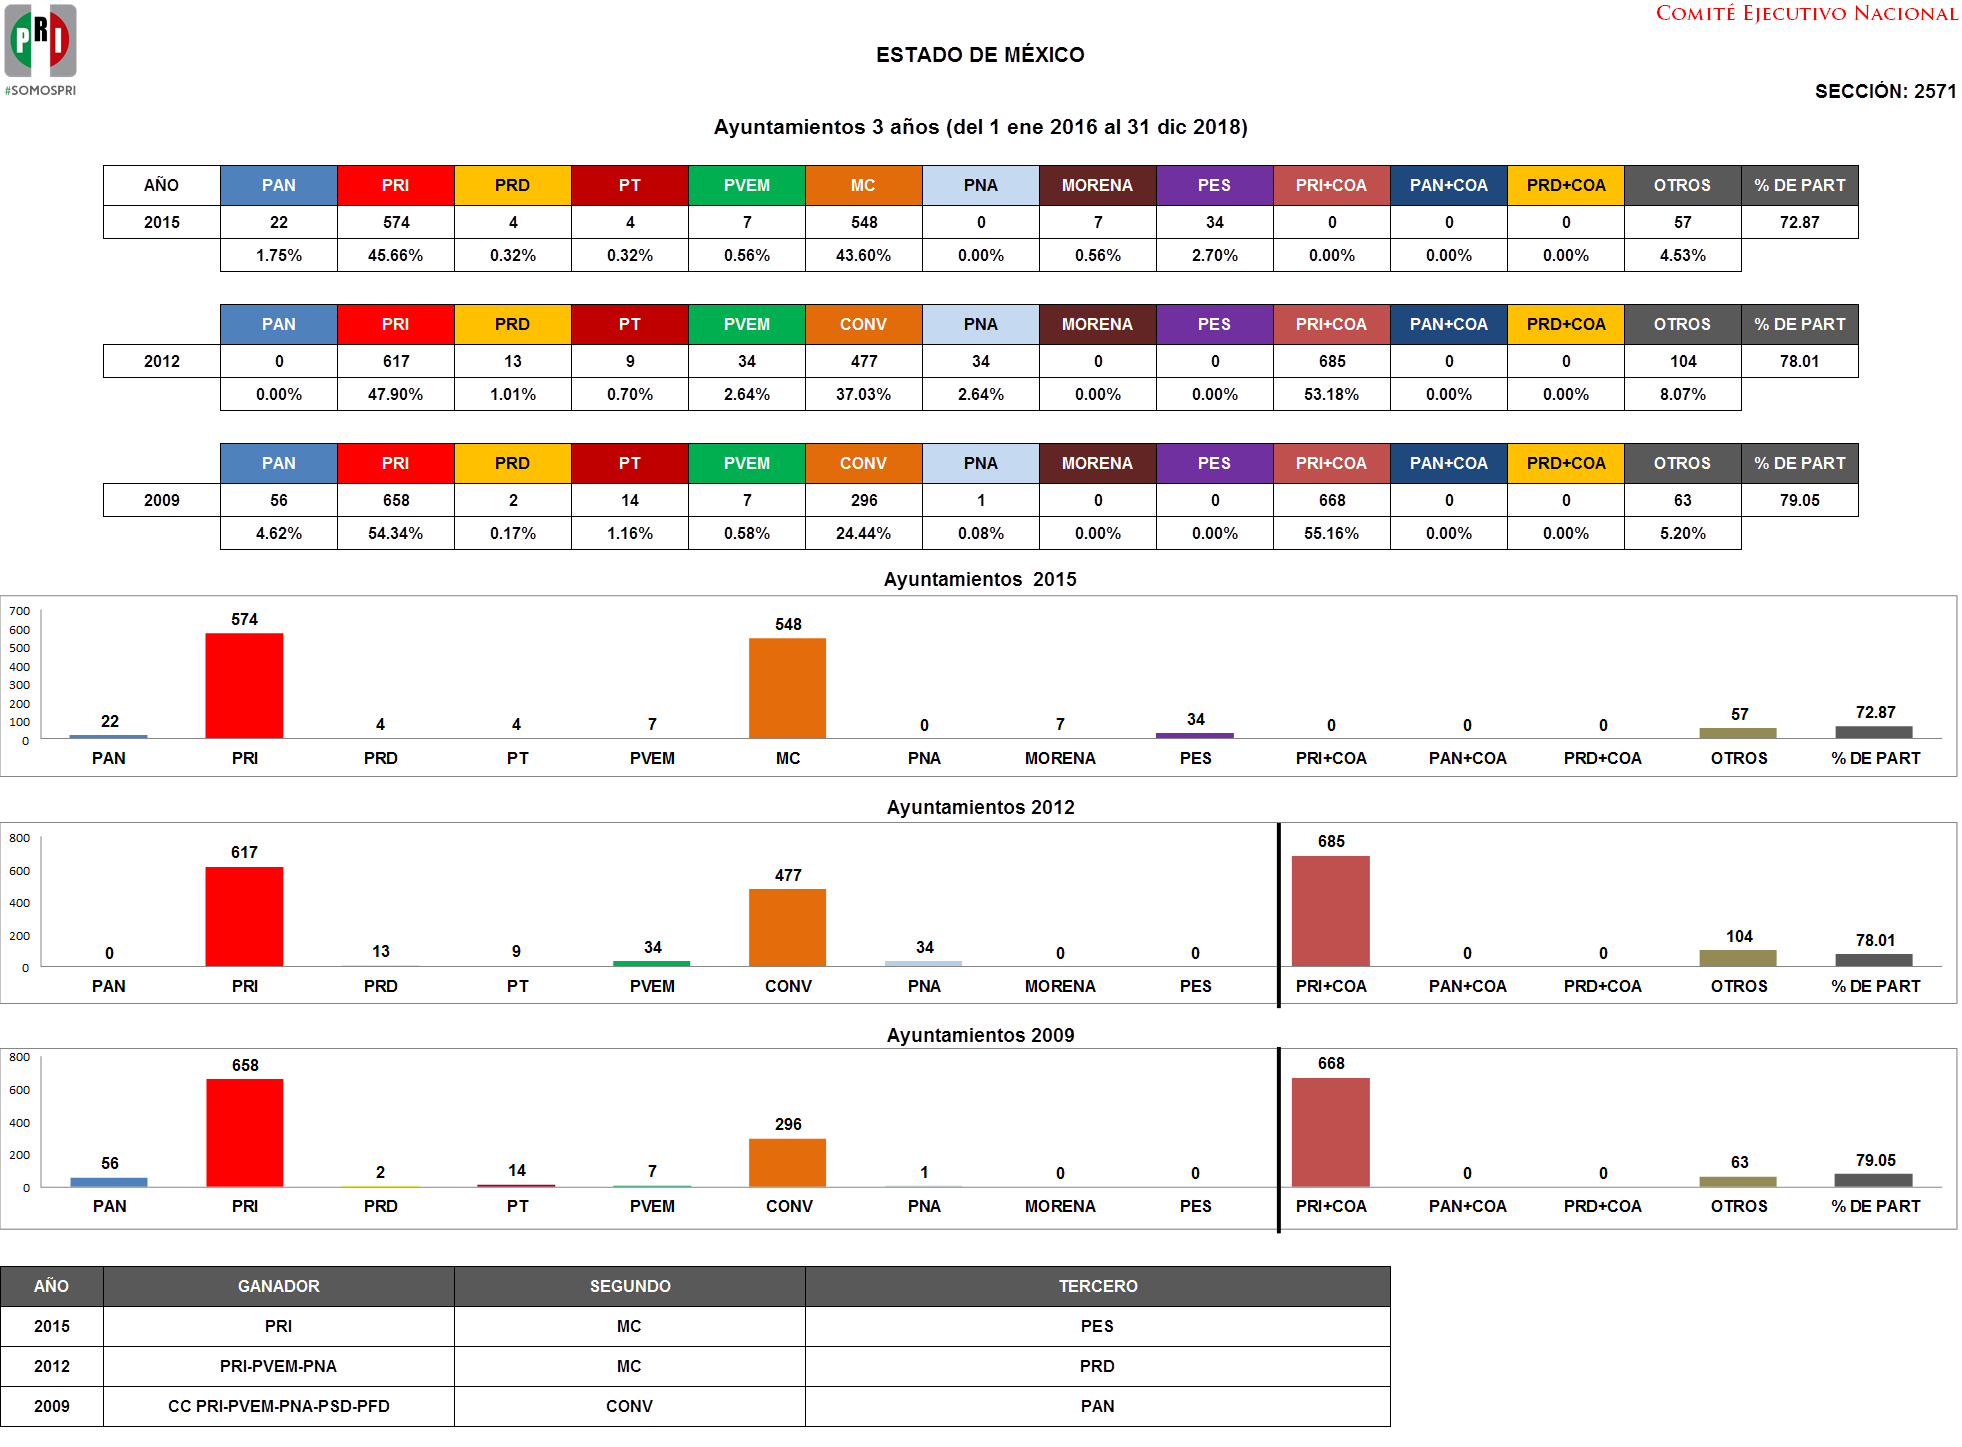 PRI
#SOMOSPRI
COMITÉ EJECUTIVO NACIONAL
ESTADO DE MÉXICO
SECCIÓN: 2571
Ayuntamientos 3 años (del 1 ene 2016 al 31 dic 2018)
AÑO PAN PRI PRD PT PVEM MC PNA MORENA PES PRI+COA PAN+COA PRD+COA OTROS % DE PART
2015 22 574 4 4 7 548 0 7 34 0 0 0 57 72.87
1.75% 45.66% 0.32% 0.32% 0.56% 43.60% 0.00% 0.56% 2.70% 0.00% 0.00% 0.00% 4.53%
PAN PRI PRD PT PVEM CONV PNA MORENA PES PRI+COA PAN+COA PRD+COA OTROS % DE PART
2012 0 617 13 9 34 477 34 0 0 685 0 0 104 78.01
0.00% 47.90% 1.01% 0.70% 2.64% 37.03% 2.64% 0.00% 0.00% 53.18% 0.00% 0.00% 8.07%
PAN PRI PRD PT PVEM CONV PNA MORENA PES PRI+COA PAN+COA PRD+COA OTROS % DE PART
2009 56 658 2 14 7 296 1 0 0 668 0 0 63 79.05
4.62% 54.34% 0.17% 1.16% 0.58% 24.44% 0.08% 0.00% 0.00% 55.16% 0.00% 0.00% 5.20%
Ayuntamientos 2015
700
600
500
400
300
200
100
0
22 574 4 4 7 548 0 7 34 0 0 0 57 72.87
PAN PRI PRD PT PVEM MC PNA MORENA PES PRI+COA PAN+COA PRD+COA OTROS % DE PART
Ayuntamientos 2012
800
600
400
200
0
0 617 13 9 34 477 34 0 0 685 0 0 104 78.01
PAN PRI PRD PT PVEM CONV PNA MORENA PES PRI+COA PAN+COA PRD+COA OTROS % DE PART
Ayuntamientos 2009
800
600
400
200
0
56 658 2 14 7 296 1 0 0 668 0 0 63 79.05
PAN PRI PRD PT PVEM CONV PNA MORENA PES PRI+COA PAN+COA PRD+COA OTROS % DE PART
AÑO GANADOR SEGUNDO TERCERO
2015 PRI MC PES
2012 PRI-PVEM-PNA MC PRD
2009 CC PRI-PVEM-PNA-PSD-PFD CONV PAN